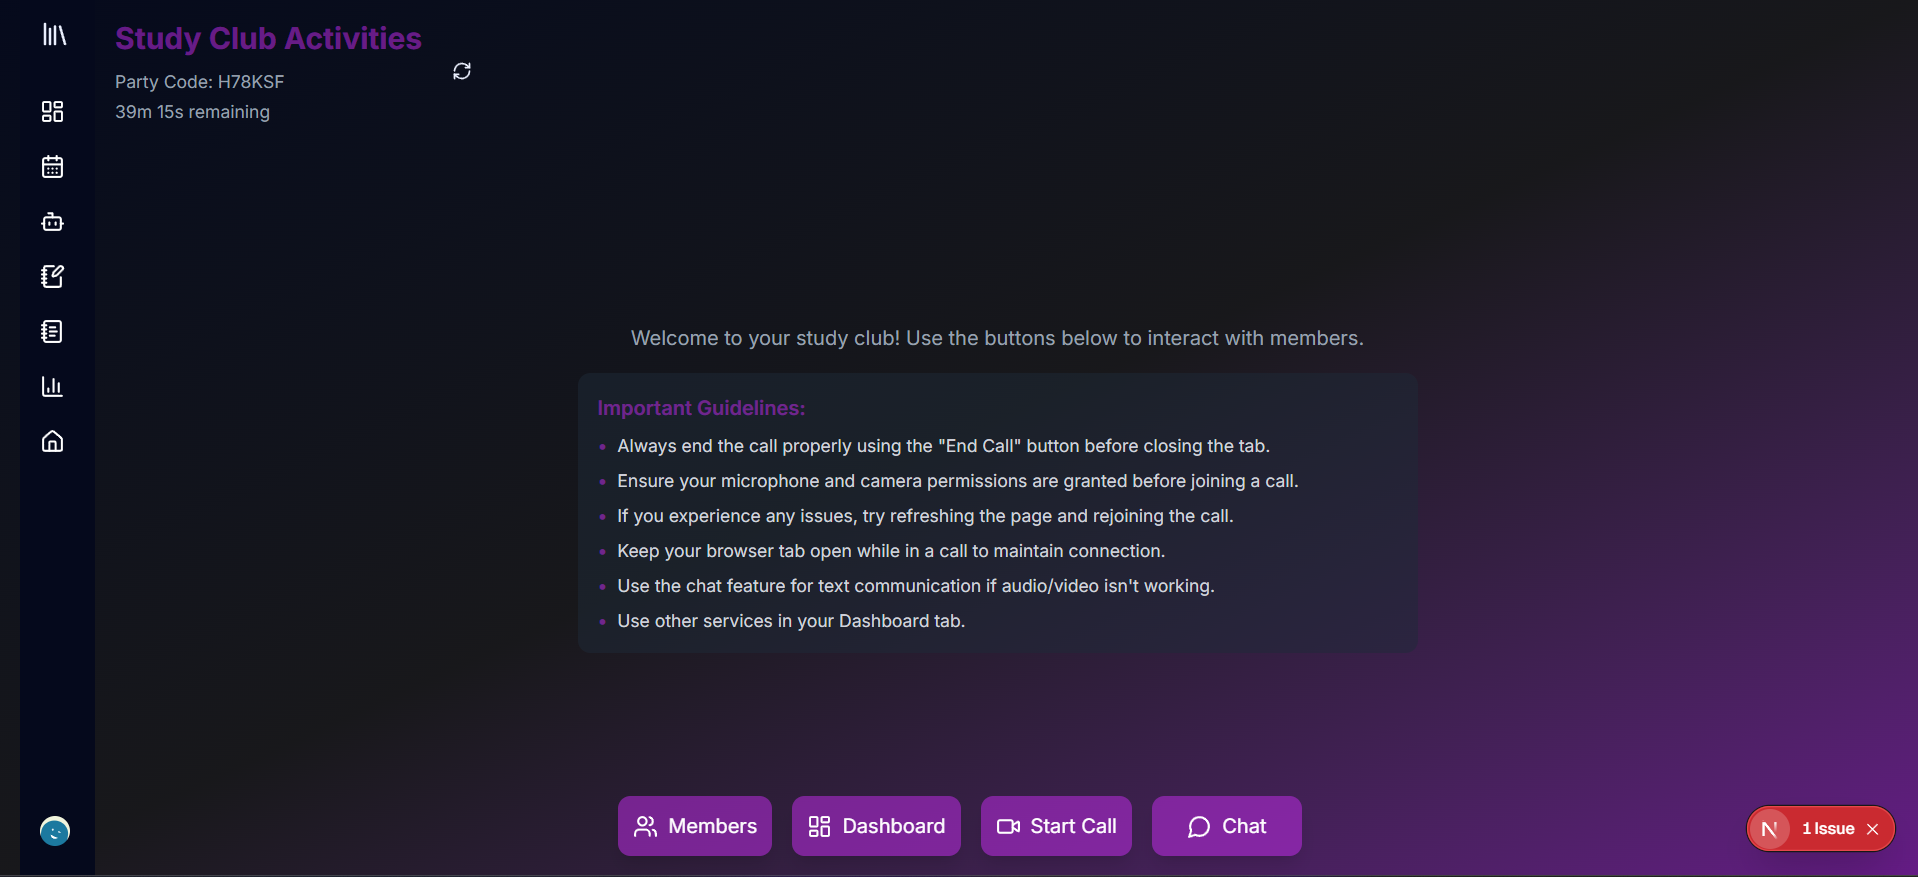 Study Club Activities
Party Code: H78KSF
39m 15s remaining
Welcome to your study club! Use the buttons below to interact with members.
Important Guidelines:
• Always end the call properly using the "End Call" button before closing the tab.
• Ensure your microphone and camera permissions are granted before joining a call.
• If you experience any issues, try refreshing the page and rejoining the call.
• Keep your browser tab open while in a call to maintain connection.
• Use the chat feature for text communication if audio/video isn't working.
• Use other services in your Dashboard tab.
Members
Dashboard
Start Call
Chat
N 1 Issue